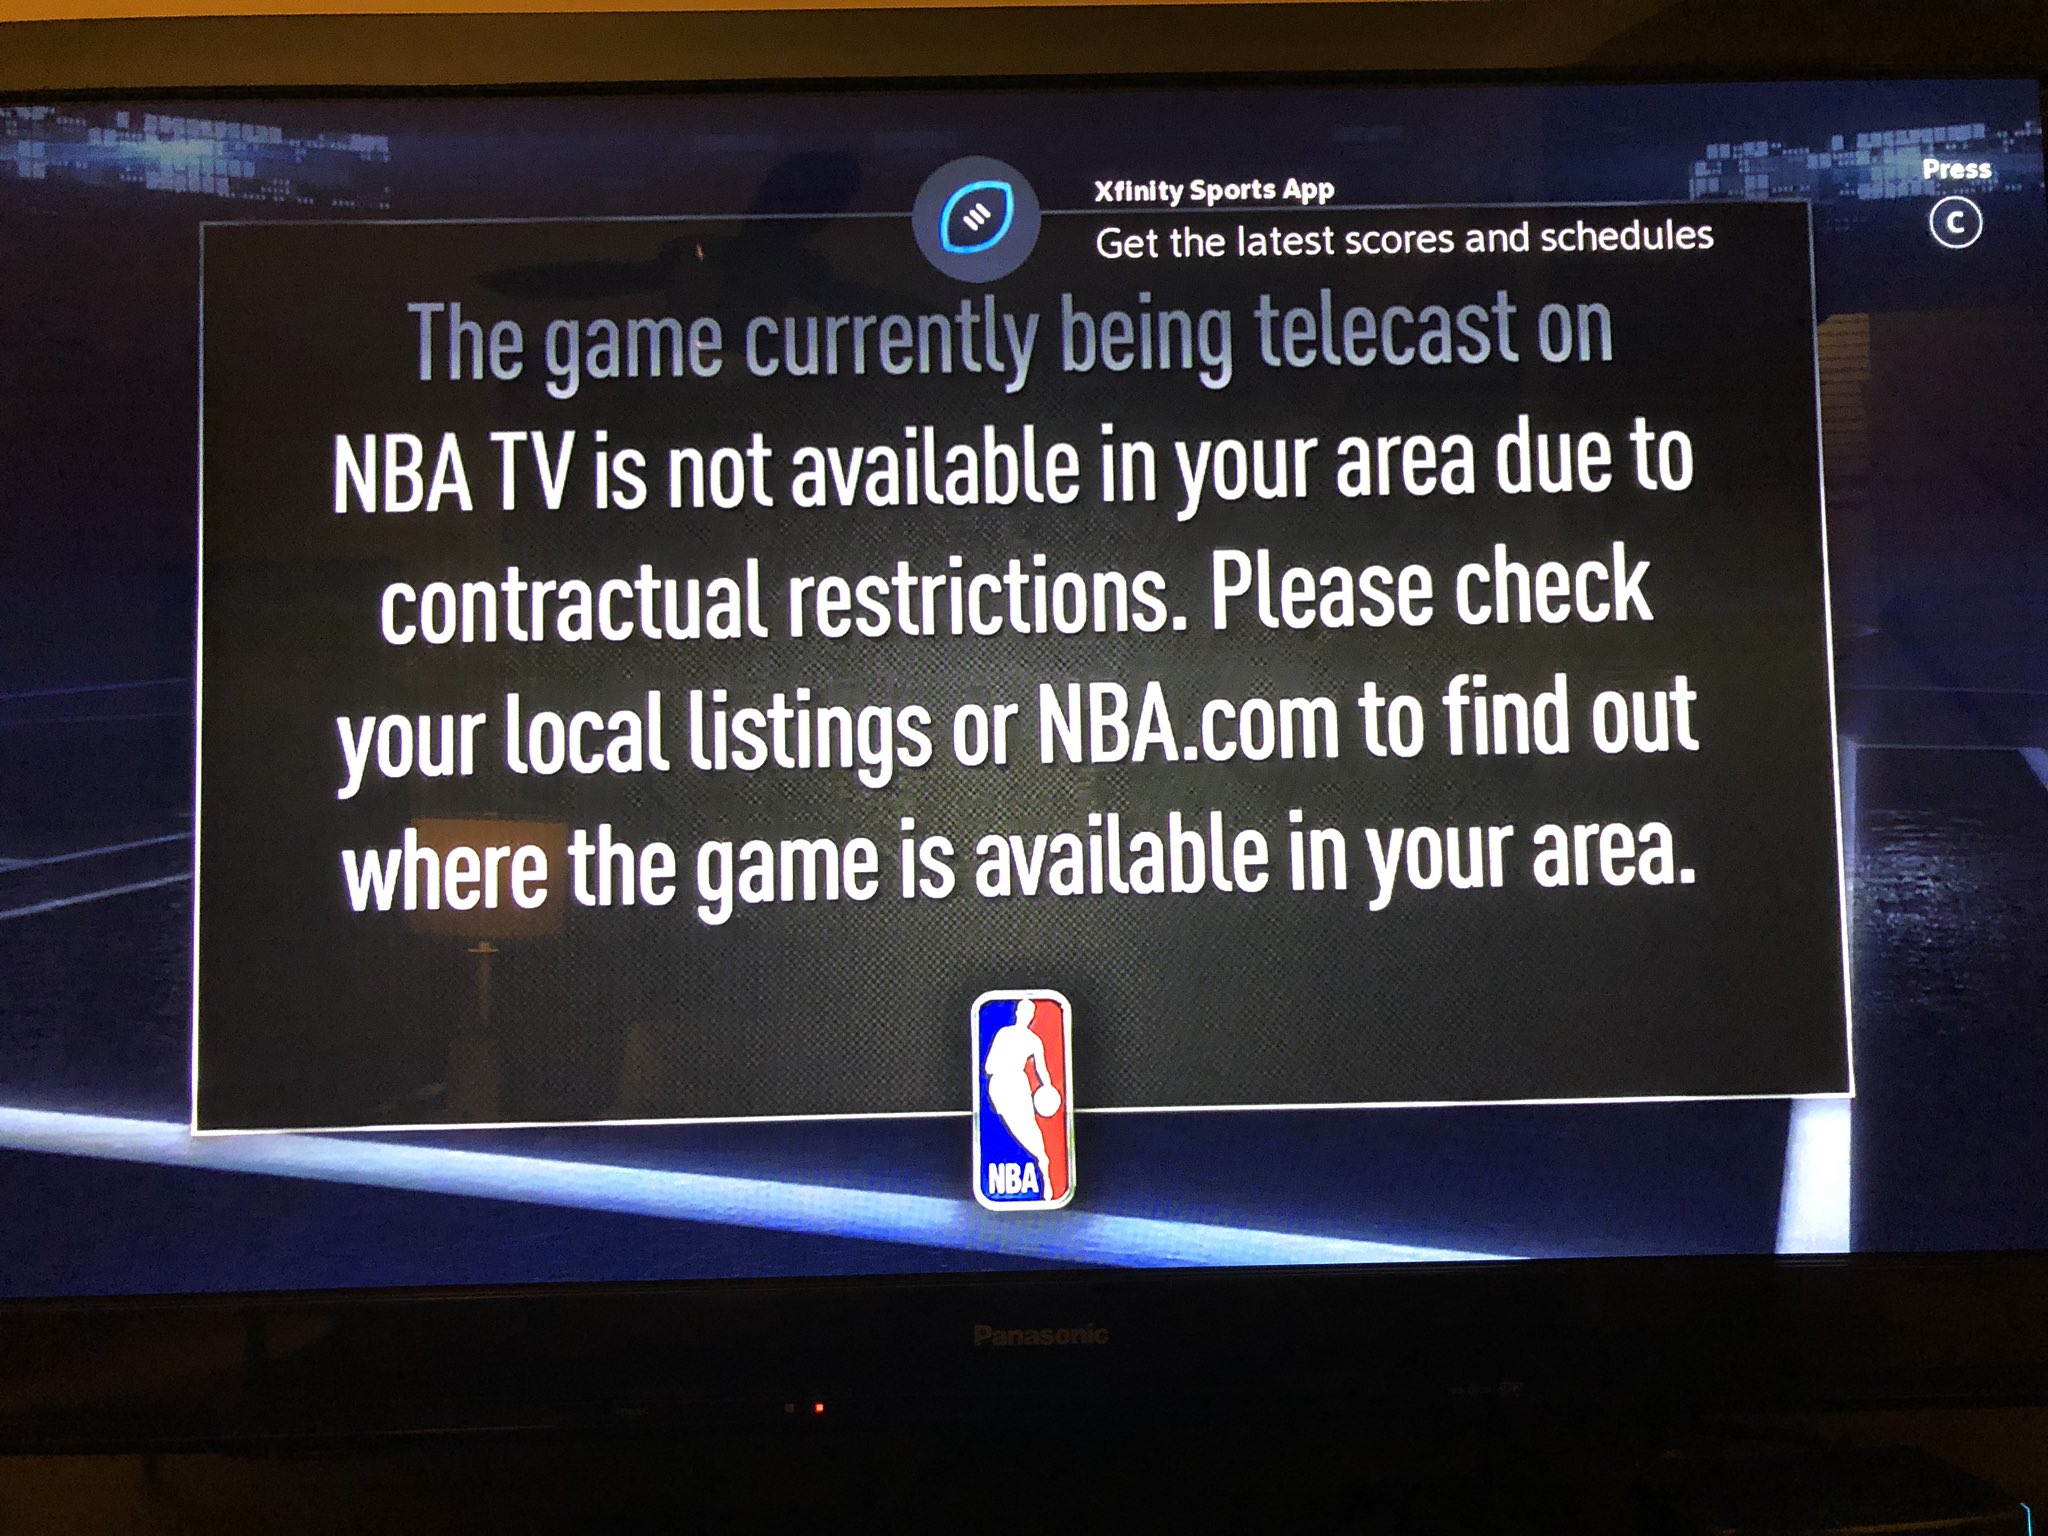 Xfinity Sports App
Get the latest scores and schedules
Press
C
The game currently being telecast on
NBA TV is not available in your area due to
contractual restrictions. Please check
your local listings or NBA.com to find out
where the game is available in your area.
NBA
Panasonic